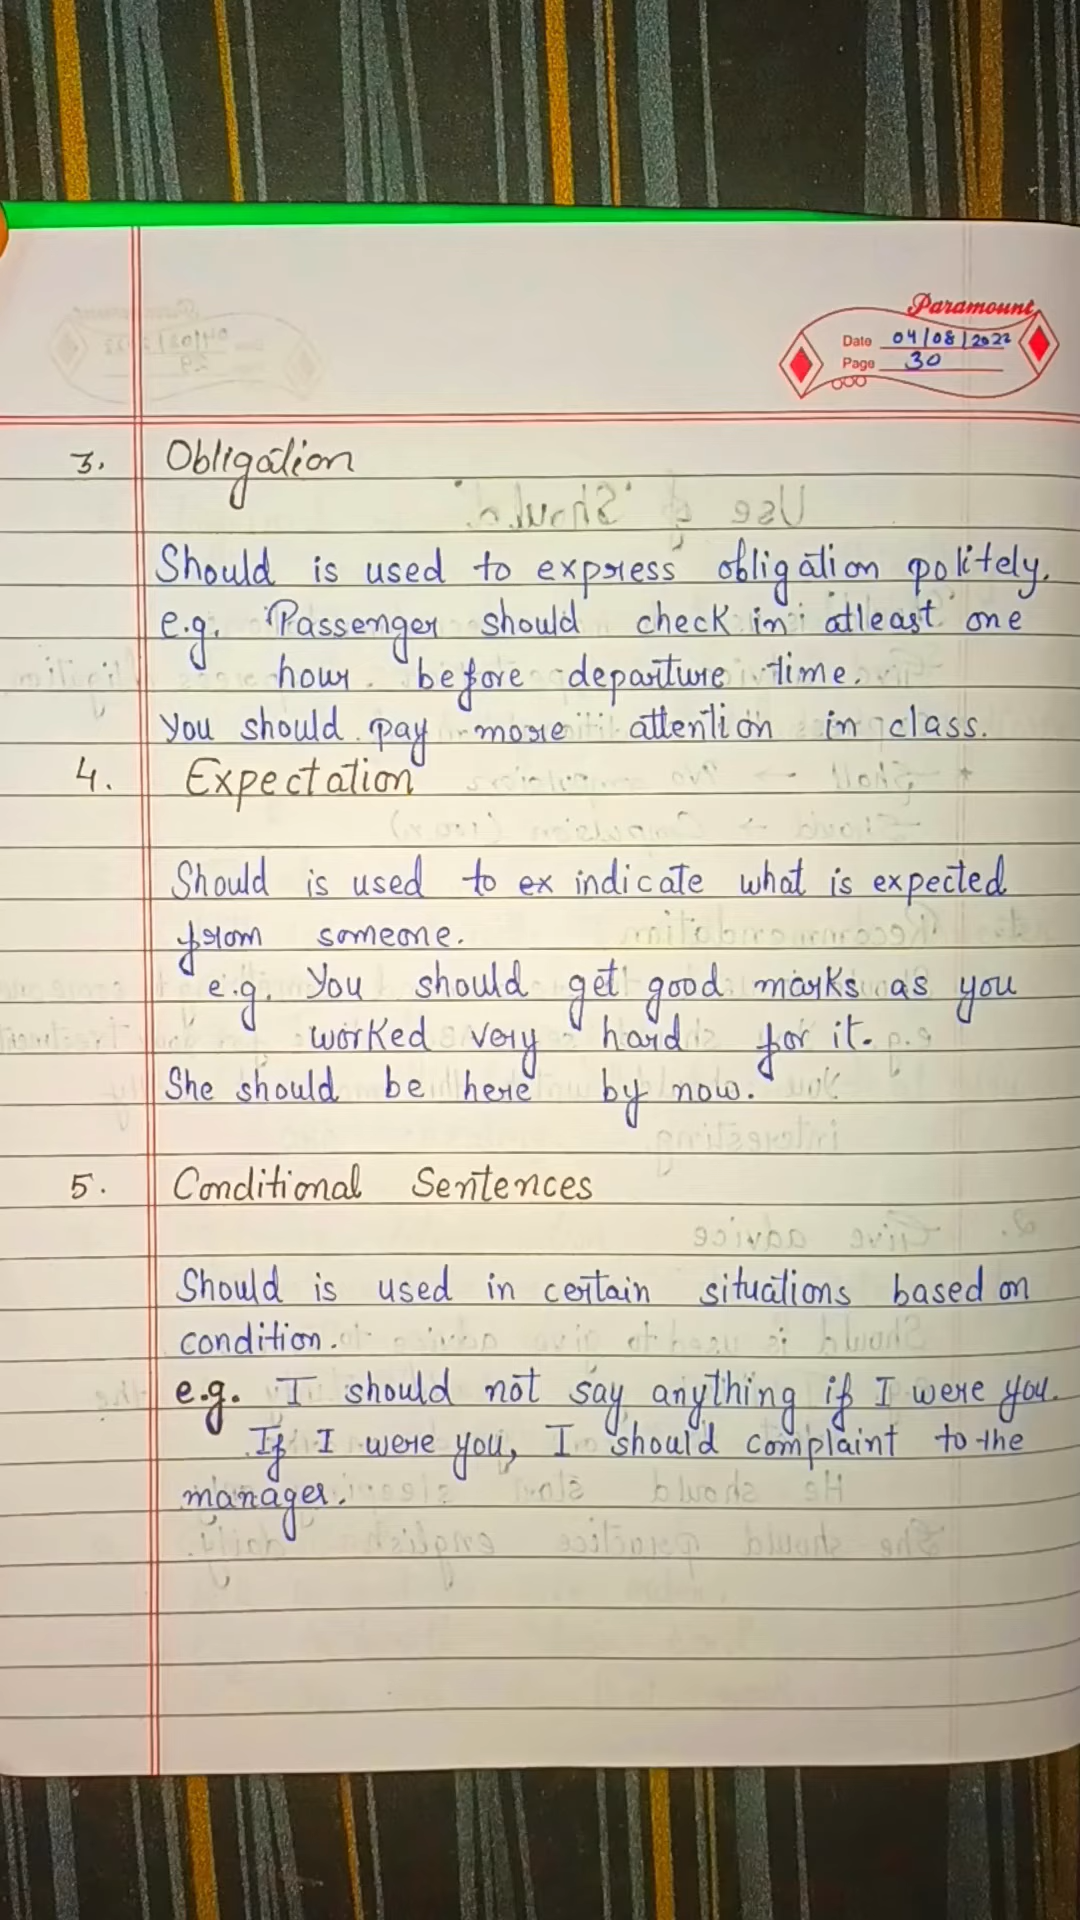 Paramount
Date 04/08/2022
Page 30
3. Obligation
Should is used to express obligation politely.
e.g. Passenger should check in atleast one
hour before departure time.
You should pay more attention in class.
4. Expectation
Should is used to ex indicate what is expected
from someone.
e.g. You should get good marks as you
worked very hard for it.
She should be here by now.
5. Conditional Sentences
Should is used in certain situations based on
condition.
e.g. I should not say anything if I were you.
If I were you, I should complaint to the
manager.